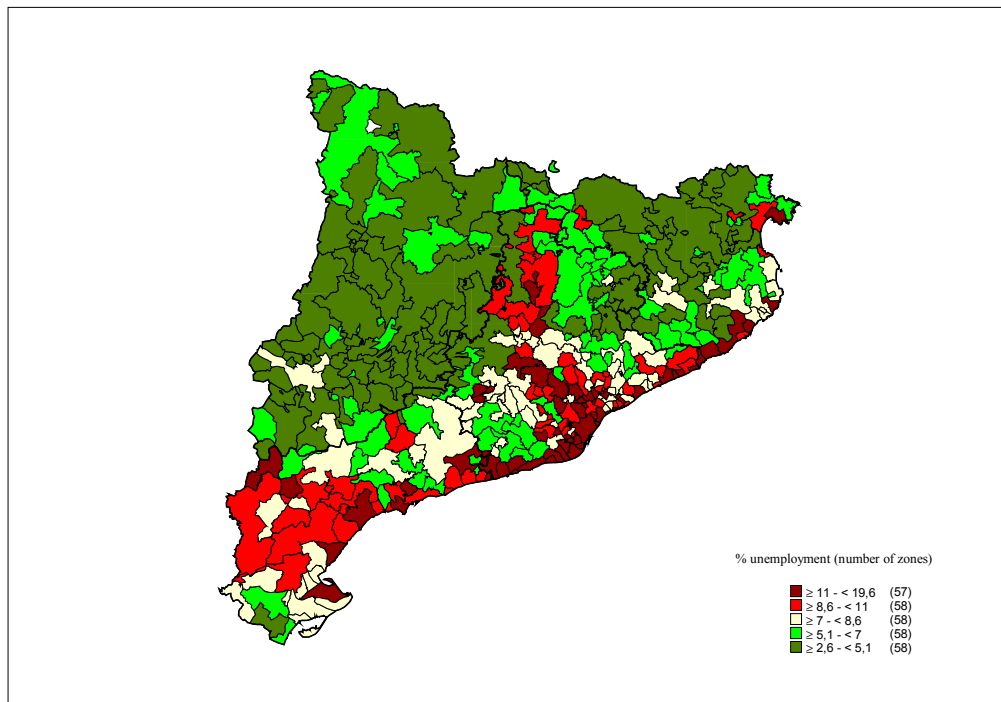 % unemployment (number of zones)
≥ 11 - < 19,6 (57)
≥ 8,6 - < 11 (58)
≥ 7 - < 8,6 (58)
≥ 5,1 - < 7 (58)
≥ 2,6 - < 5,1 (58)